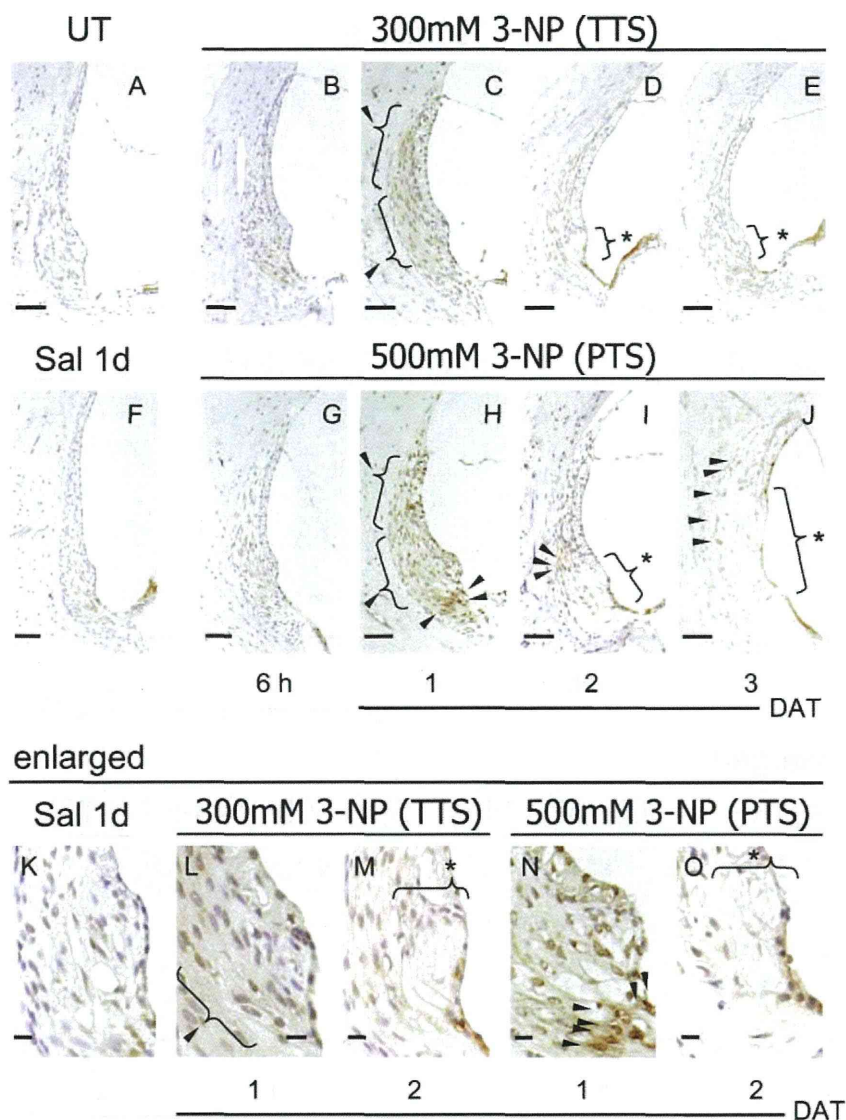 UT 300mM 3-NP (TTS)
A B C D E
* *
Sal 1d 500mM 3-NP (PTS)
F G H I J
* *
6 h 1 2 3
DAT
enlarged
Sal 1d 300mM 3-NP (TTS) 500mM 3-NP (PTS)
K L M N O
* *
1 2 1 2
DAT